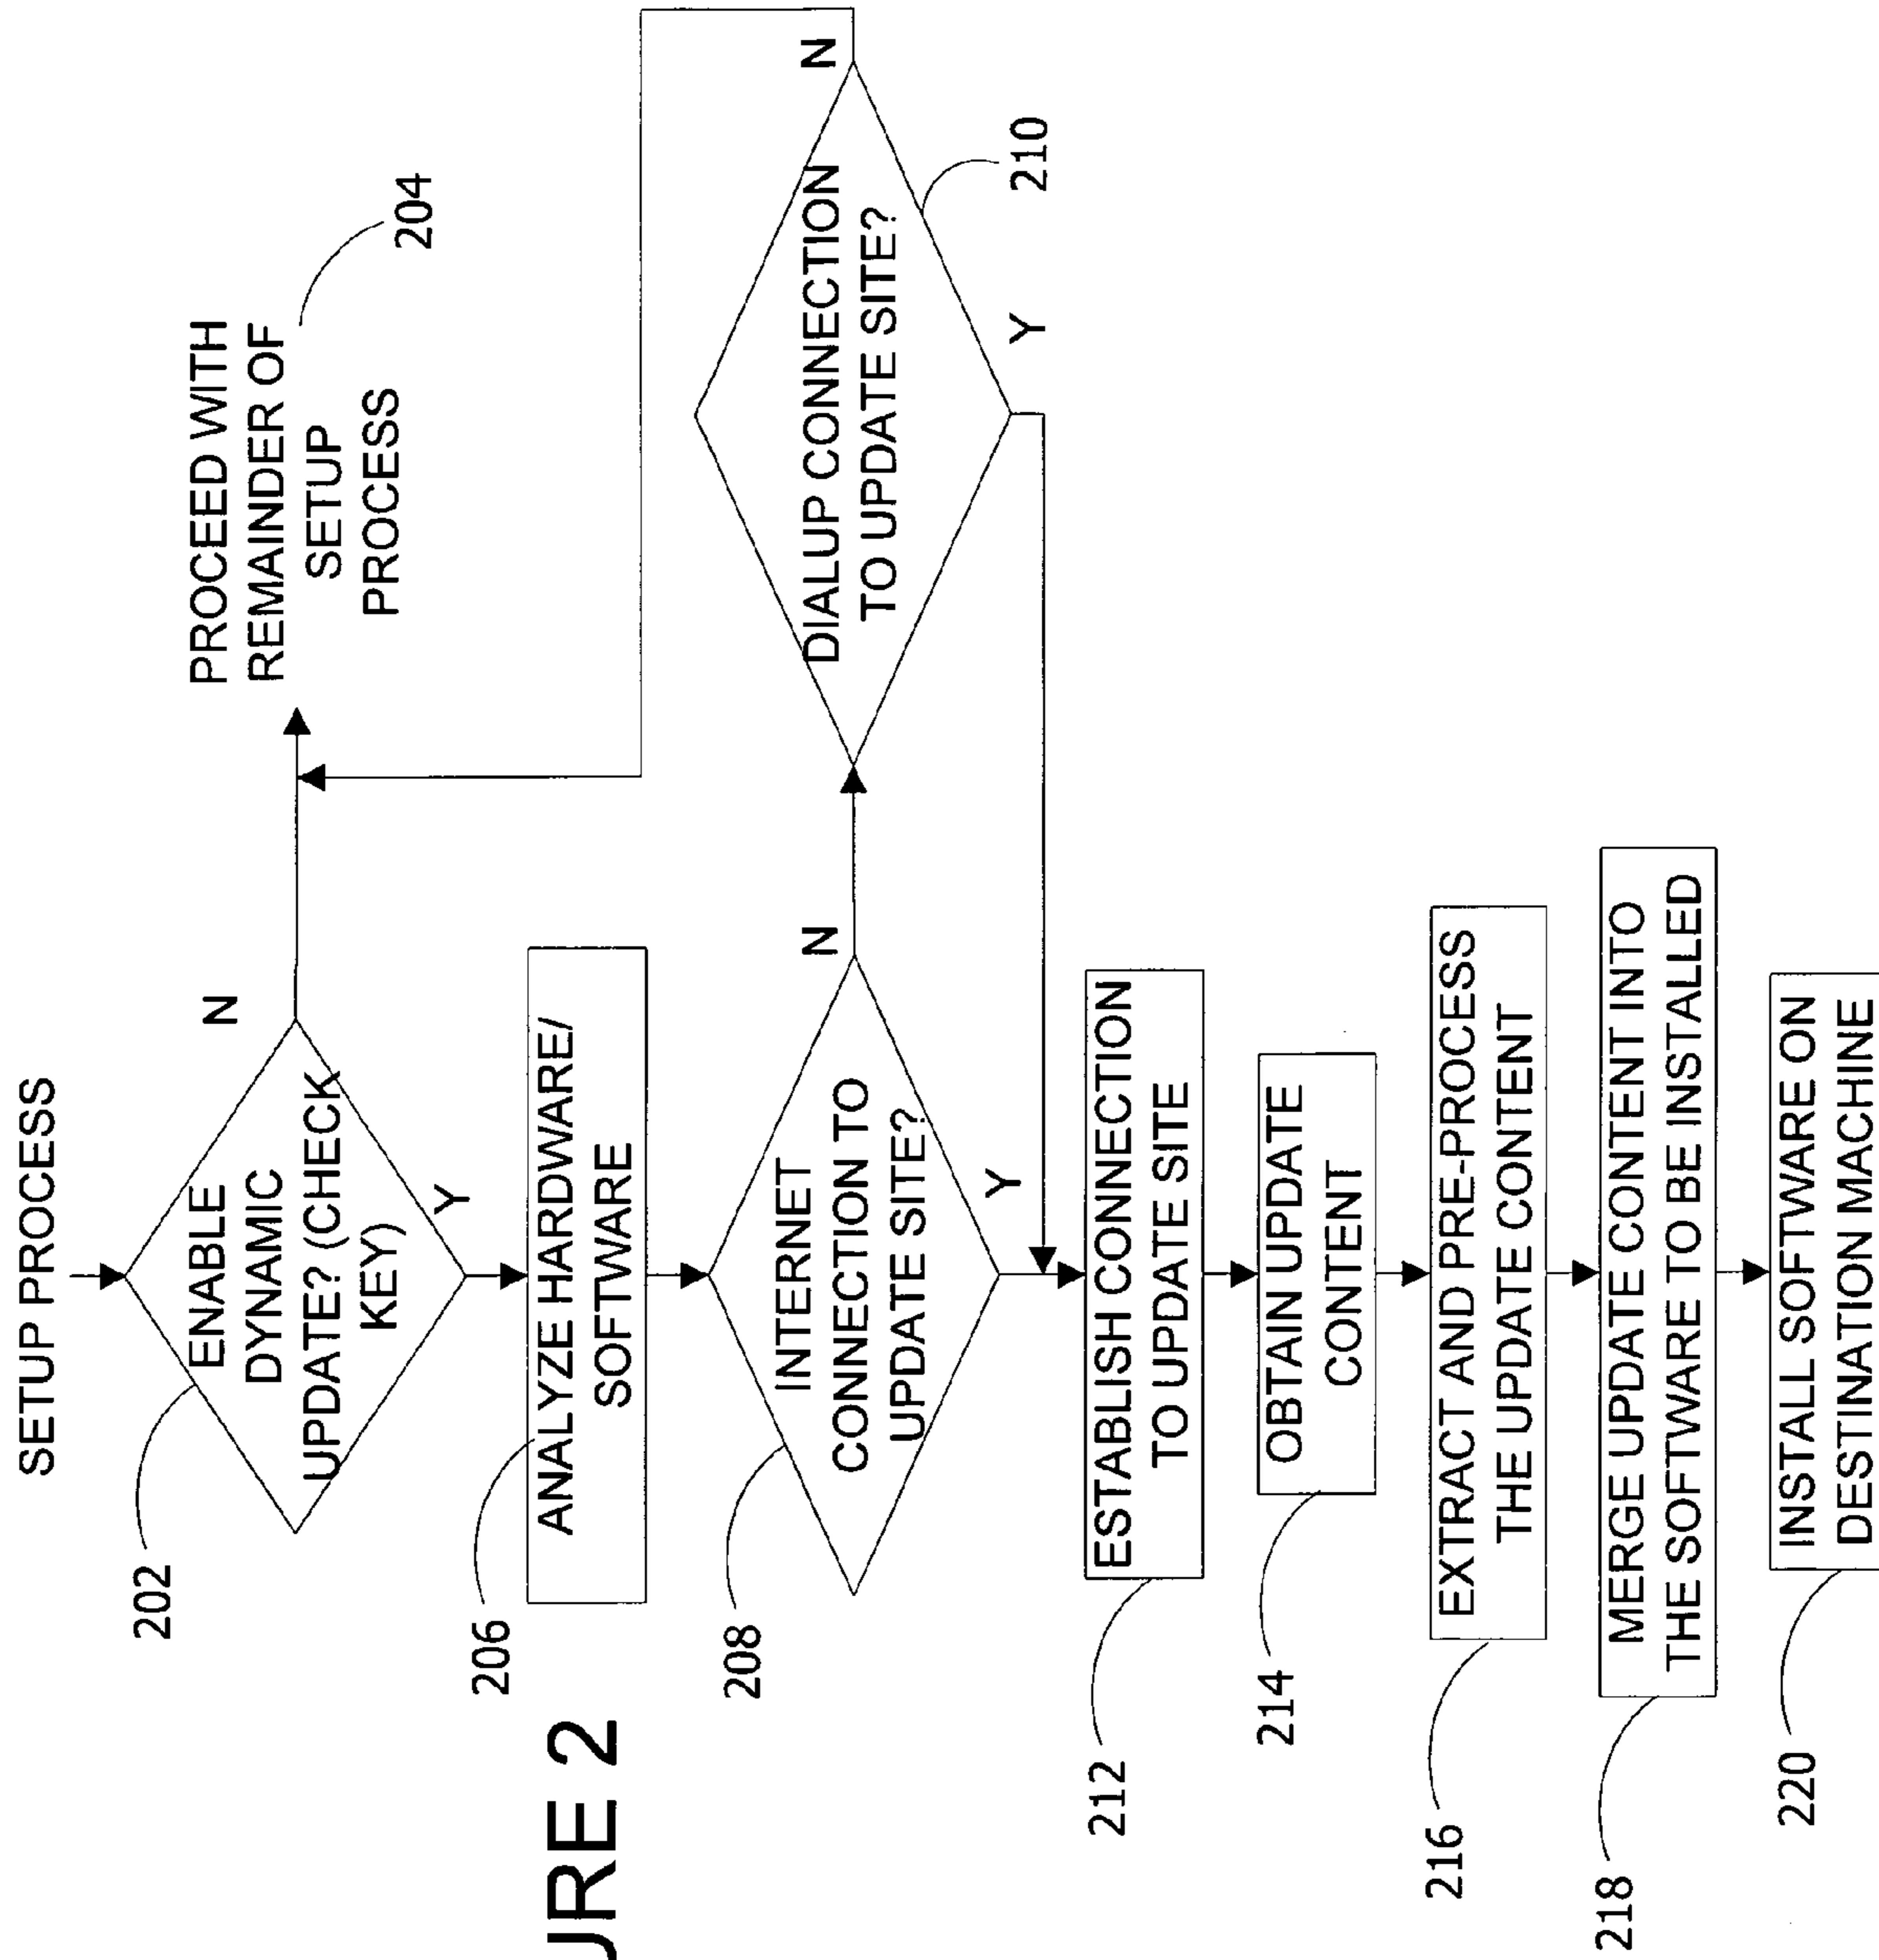 SETUP PROCESS
202
ENABLE
DYNAMIC
UPDATE? (CHECK
KEY)
N
Y
PROCEED WITH
REMAINDER OF
SETUP
PROCESS
204
206
ANALYZE HARDWARE/
SOFTWARE
208
INTERNET
CONNECTION TO
UPDATE SITE?
N
Y
DIALUP CONNECTION
TO UPDATE SITE?
N
Y
210
212
ESTABLISH CONNECTION
TO UPDATE SITE
214
OBTAIN UPDATE
CONTENT
216
EXTRACT AND PRE-PROCESS
THE UPDATE CONTENT
218
MERGE UPDATE CONTENT INTO
THE SOFTWARE TO BE INSTALLED
220
INSTALL SOFTWARE ON
DESTINATION MACHINE
URE 2